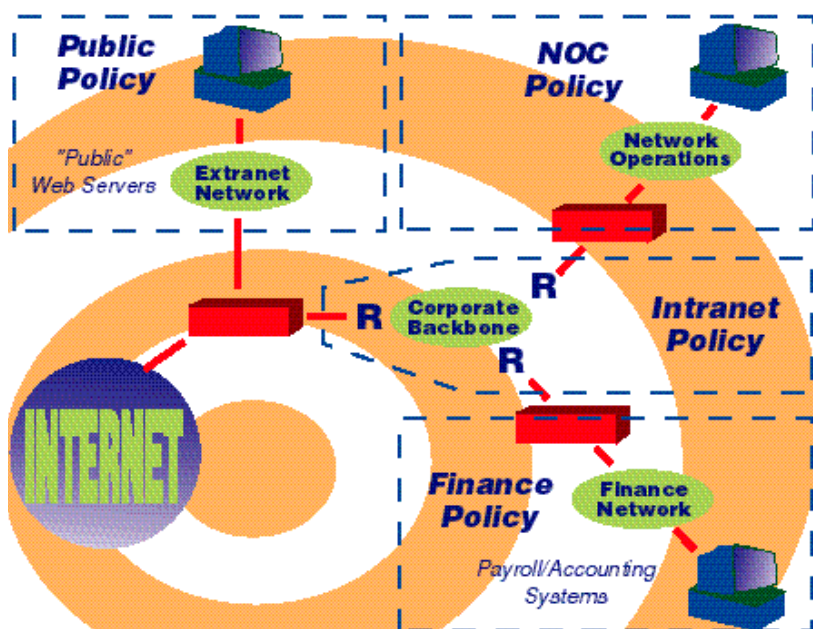 Public
Policy
"Public"
Web Servers
Extranet
Network
NOC
Policy
Network
Operations
R
R
Corporate
Backbone
R
Intranet
Policy
INTERNET
Finance
Policy
Finance
Network
Payroll/Accounting
Systems